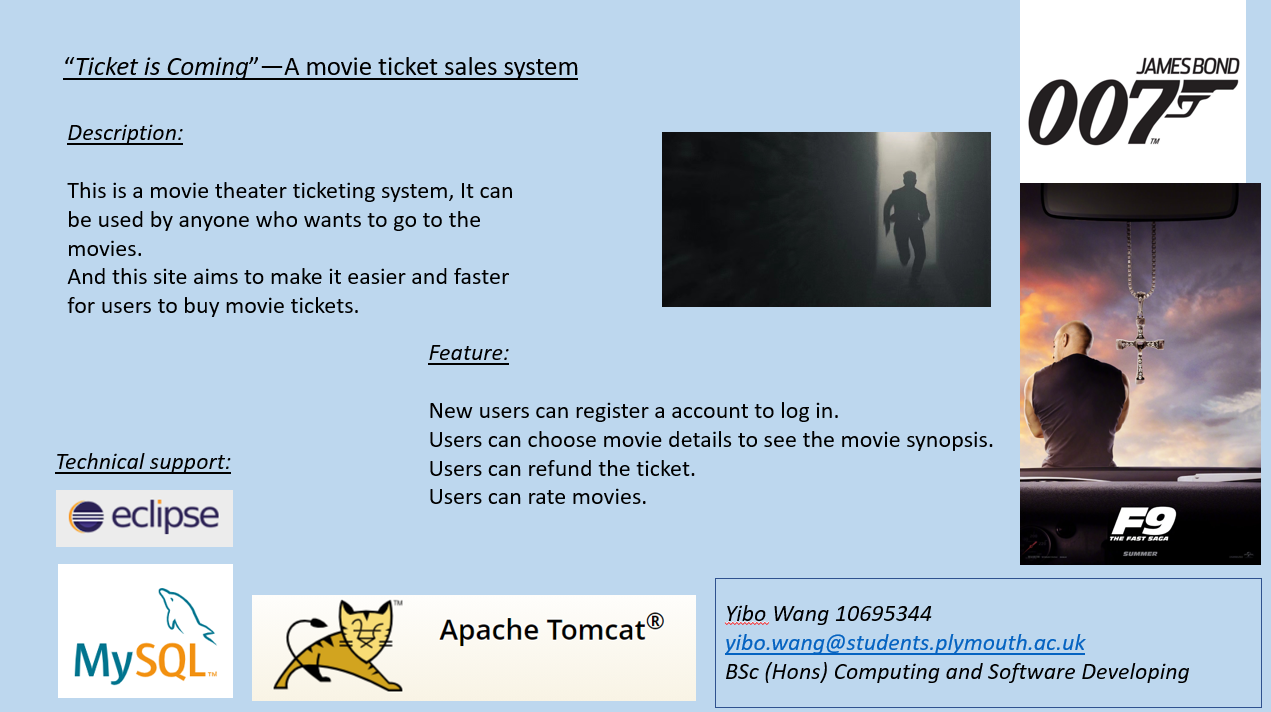 “Ticket is Coming”—A movie ticket sales system
Description:
This is a movie theater ticketing system, It can
be used by anyone who wants to go to the
movies.
And this site aims to make it easier and faster
for users to buy movie tickets.
JAMES BOND
007
TM
Feature:
New users can register a account to log in.
Users can choose movie details to see the movie synopsis.
Users can refund the ticket.
Users can rate movies.
F9
THE FAST SAGA
SUMMER
Technical support:
eclipse
MySQL TM
TM
Apache Tomcat®
Yibo Wang 10695344
yibo.wang@students.plymouth.ac.uk
BSc (Hons) Computing and Software Developing